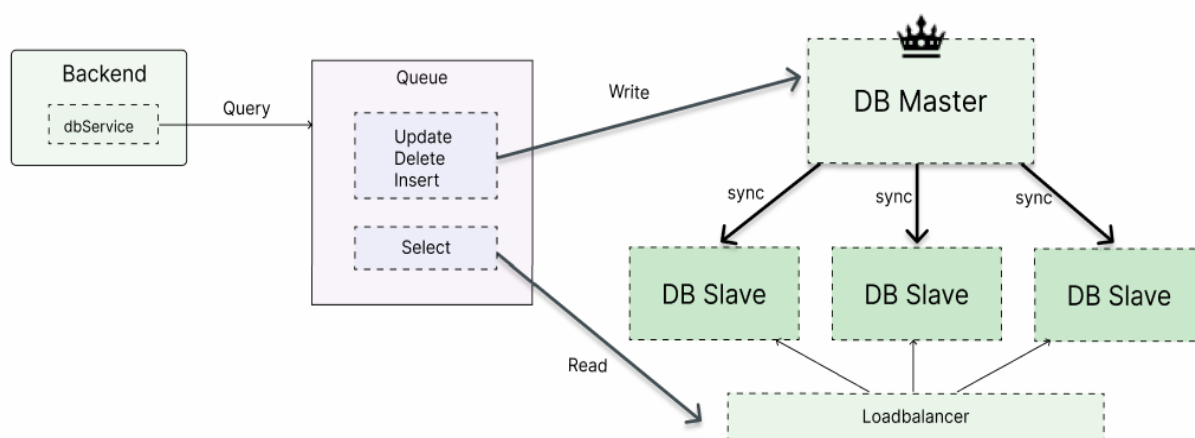 Backend
dbService
Query
Queue
Update
Delete
Insert
Select
Write
Read
DB Master
sync
sync
sync
DB Slave
DB Slave
DB Slave
Loadbalancer